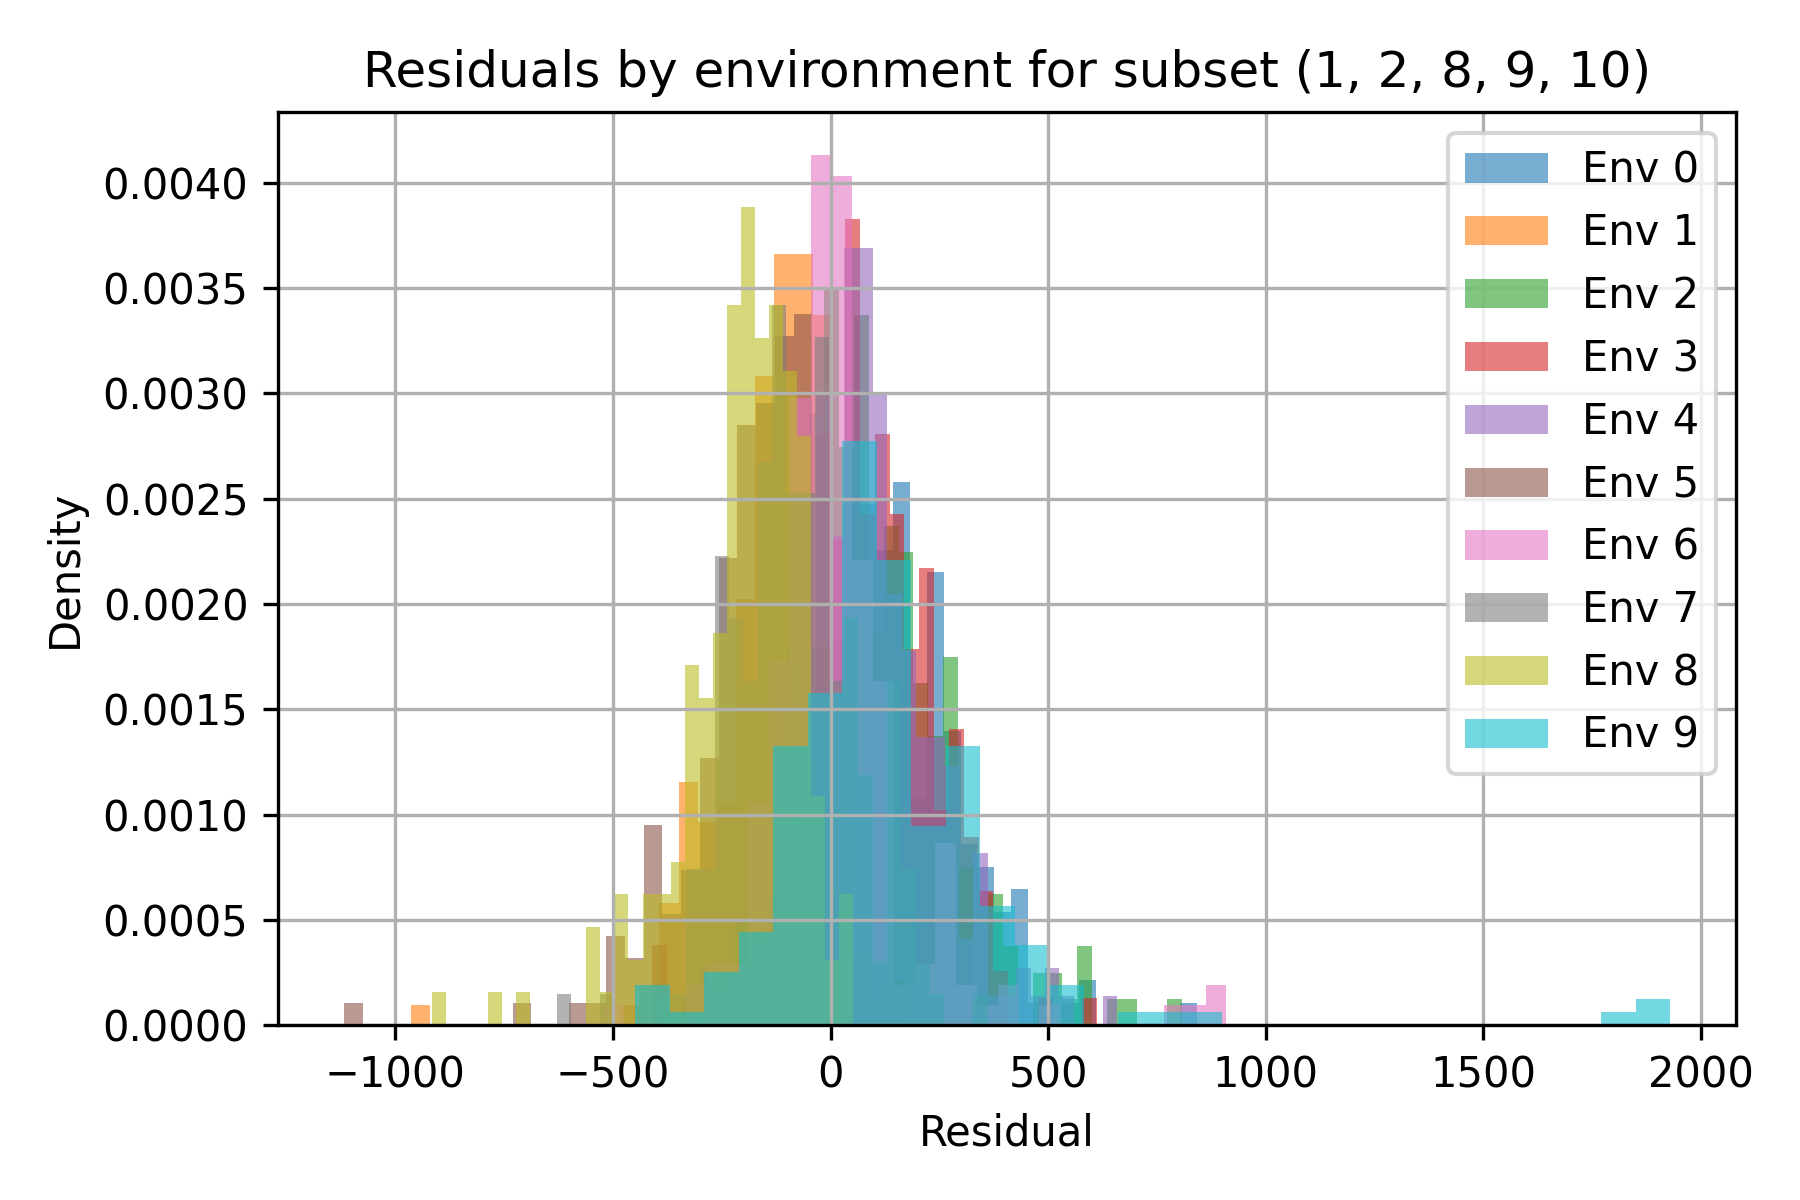 Residuals by environment for subset (1, 2, 8, 9, 10)
Density
0.0040
0.0035
0.0030
0.0025
0.0020
0.0015
0.0010
0.0005
0.0000
−1000
−500
0
500
1000
1500
2000
Residual
Env 0
Env 1
Env 2
Env 3
Env 4
Env 5
Env 6
Env 7
Env 8
Env 9